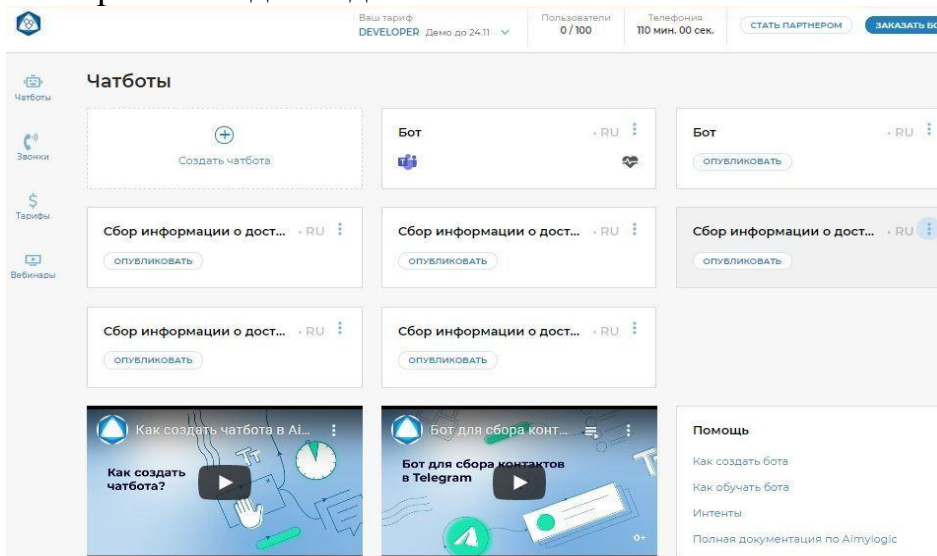 Ваш тариф
DEVELOPER Демо до 24.11
Пользователи
0 / 100
Телефония
110 мин. 00 сек.
СТАТЬ ПАРТНЕРОМ
ЗАКАЗАТЬ БО
Чатботы
Звонки
Тарифы
Вебинары
Чатботы
Создать чатбота
Бот • RU
Бот • RU
ОПУБЛИКОВАТЬ
Сбор информации о дост... • RU
ОПУБЛИКОВАТЬ
Сбор информации о дост... • RU
ОПУБЛИКОВАТЬ
Сбор информации о дост... • RU
ОПУБЛИКОВАТЬ
Сбор информации о дост... • RU
ОПУБЛИКОВАТЬ
Сбор информации о дост... • RU
ОПУБЛИКОВАТЬ
Как создать чатбота в Ai...
Как создать
чатбота?
Бот для сбора конт...
Бот для сбора контактов
в Telegram
0+
Помощь
Как создать бота
Как обучать бота
Интенты
Полная документация по Aimylogic